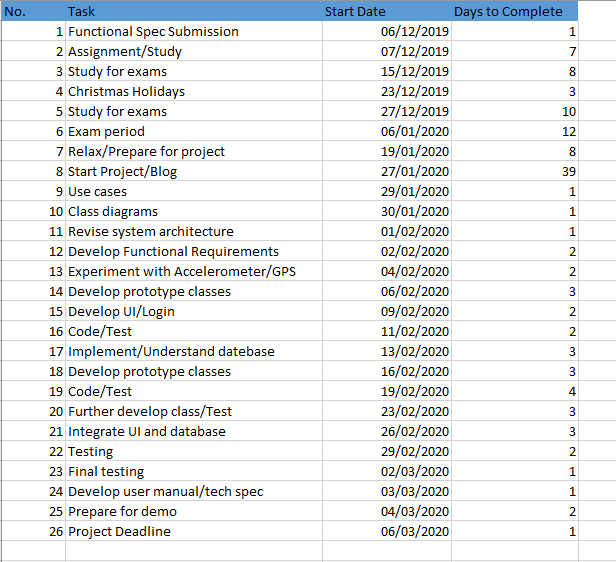 No. Task Start Date Days to Complete
1 Functional Spec Submission 06/12/2019 1
2 Assignment/Study 07/12/2019 7
3 Study for exams 15/12/2019 8
4 Christmas Holidays 23/12/2019 3
5 Study for exams 27/12/2019 10
6 Exam period 06/01/2020 12
7 Relax/Prepare for project 19/01/2020 8
8 Start Project/Blog 27/01/2020 39
9 Use cases 29/01/2020 1
10 Class diagrams 30/01/2020 1
11 Revise system architecture 01/02/2020 1
12 Develop Functional Requirements 02/02/2020 2
13 Experiment with Accelerometer/GPS 04/02/2020 2
14 Develop prototype classes 06/02/2020 3
15 Develop UI/Login 09/02/2020 2
16 Code/Test 11/02/2020 2
17 Implement/Understand datebase 13/02/2020 3
18 Develop prototype classes 16/02/2020 3
19 Code/Test 19/02/2020 4
20 Further develop class/Test 23/02/2020 3
21 Integrate UI and database 26/02/2020 3
22 Testing 29/02/2020 2
23 Final testing 02/03/2020 1
24 Develop user manual/tech spec 03/03/2020 1
25 Prepare for demo 04/03/2020 2
26 Project Deadline 06/03/2020 1